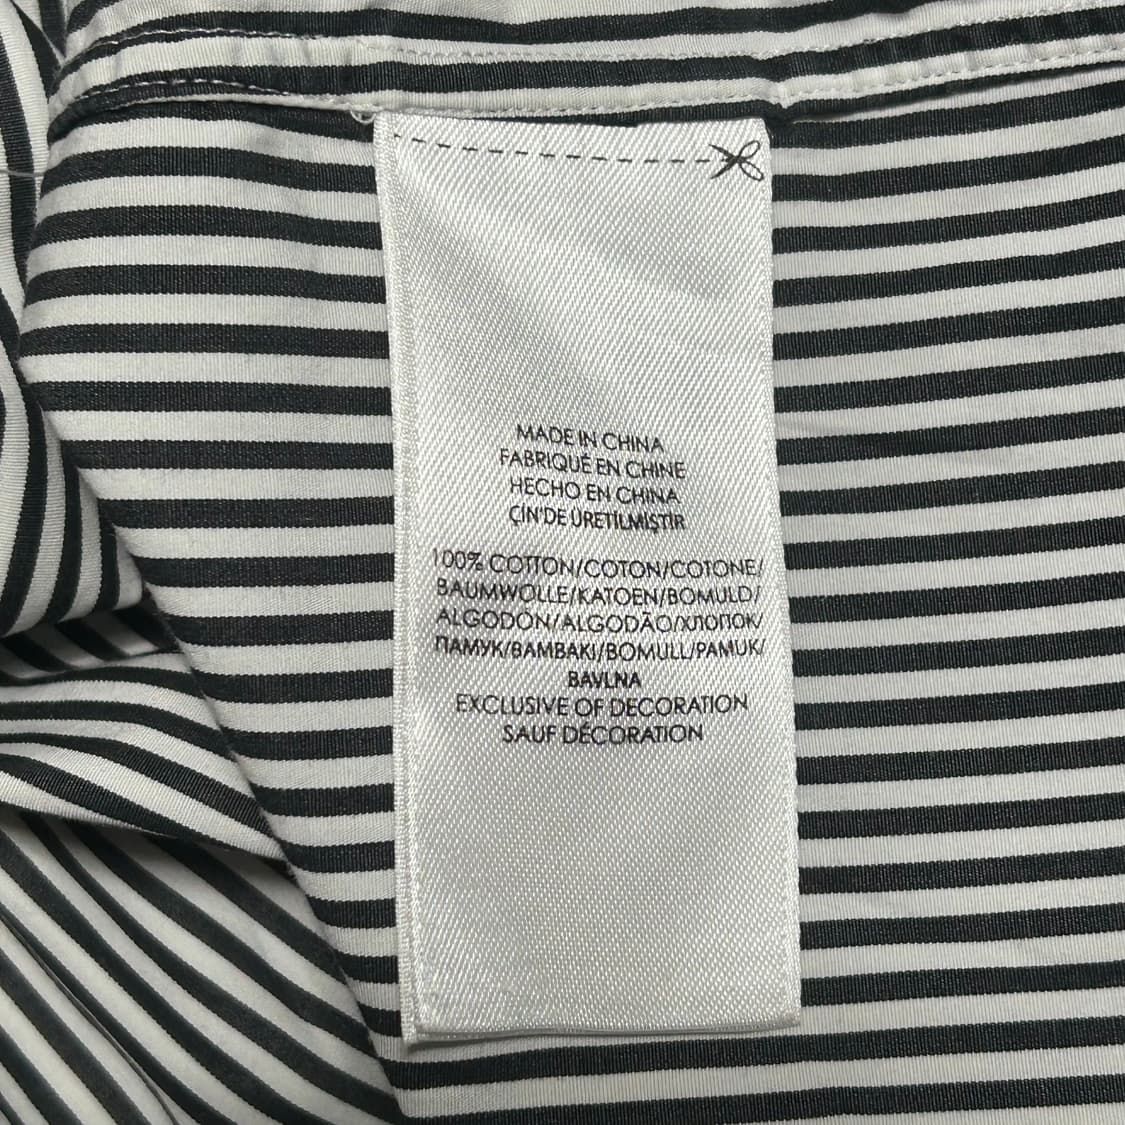 MADE IN CHINA
FABRIQUÉ EN CHINE
HECHO EN CHINA
ÇİN'DE ÜRETİLMİŞTİR
100% COTTON/COTON/COTONE/
BAUMWOLLE/KATOEN/BOMULD/
ALGODÓN/ALGODÃO/ХЛОПОК/
ПАМУК/BAMBAKI/BOMULL/PAMUK/
BAVLNA
EXCLUSIVE OF DECORATION
SAUF DÉCORATION